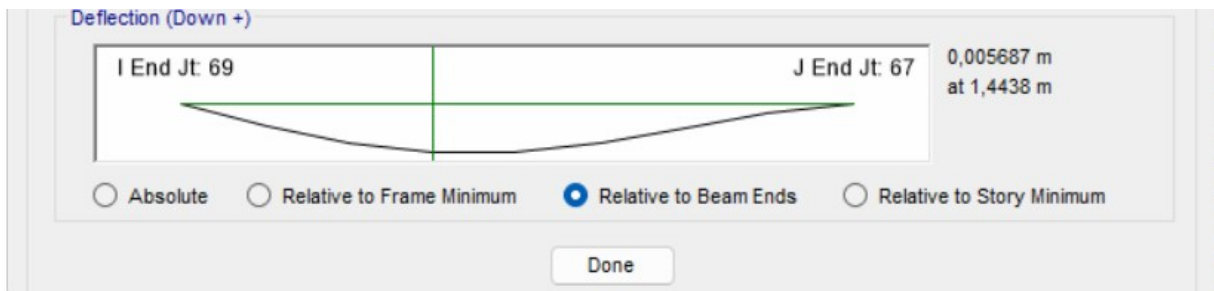 Deflection (Down +)
I End Jt: 69
J End Jt: 67
0,005687 m
at 1,4438 m
Absolute
Relative to Frame Minimum
Relative to Beam Ends
Relative to Story Minimum
Done